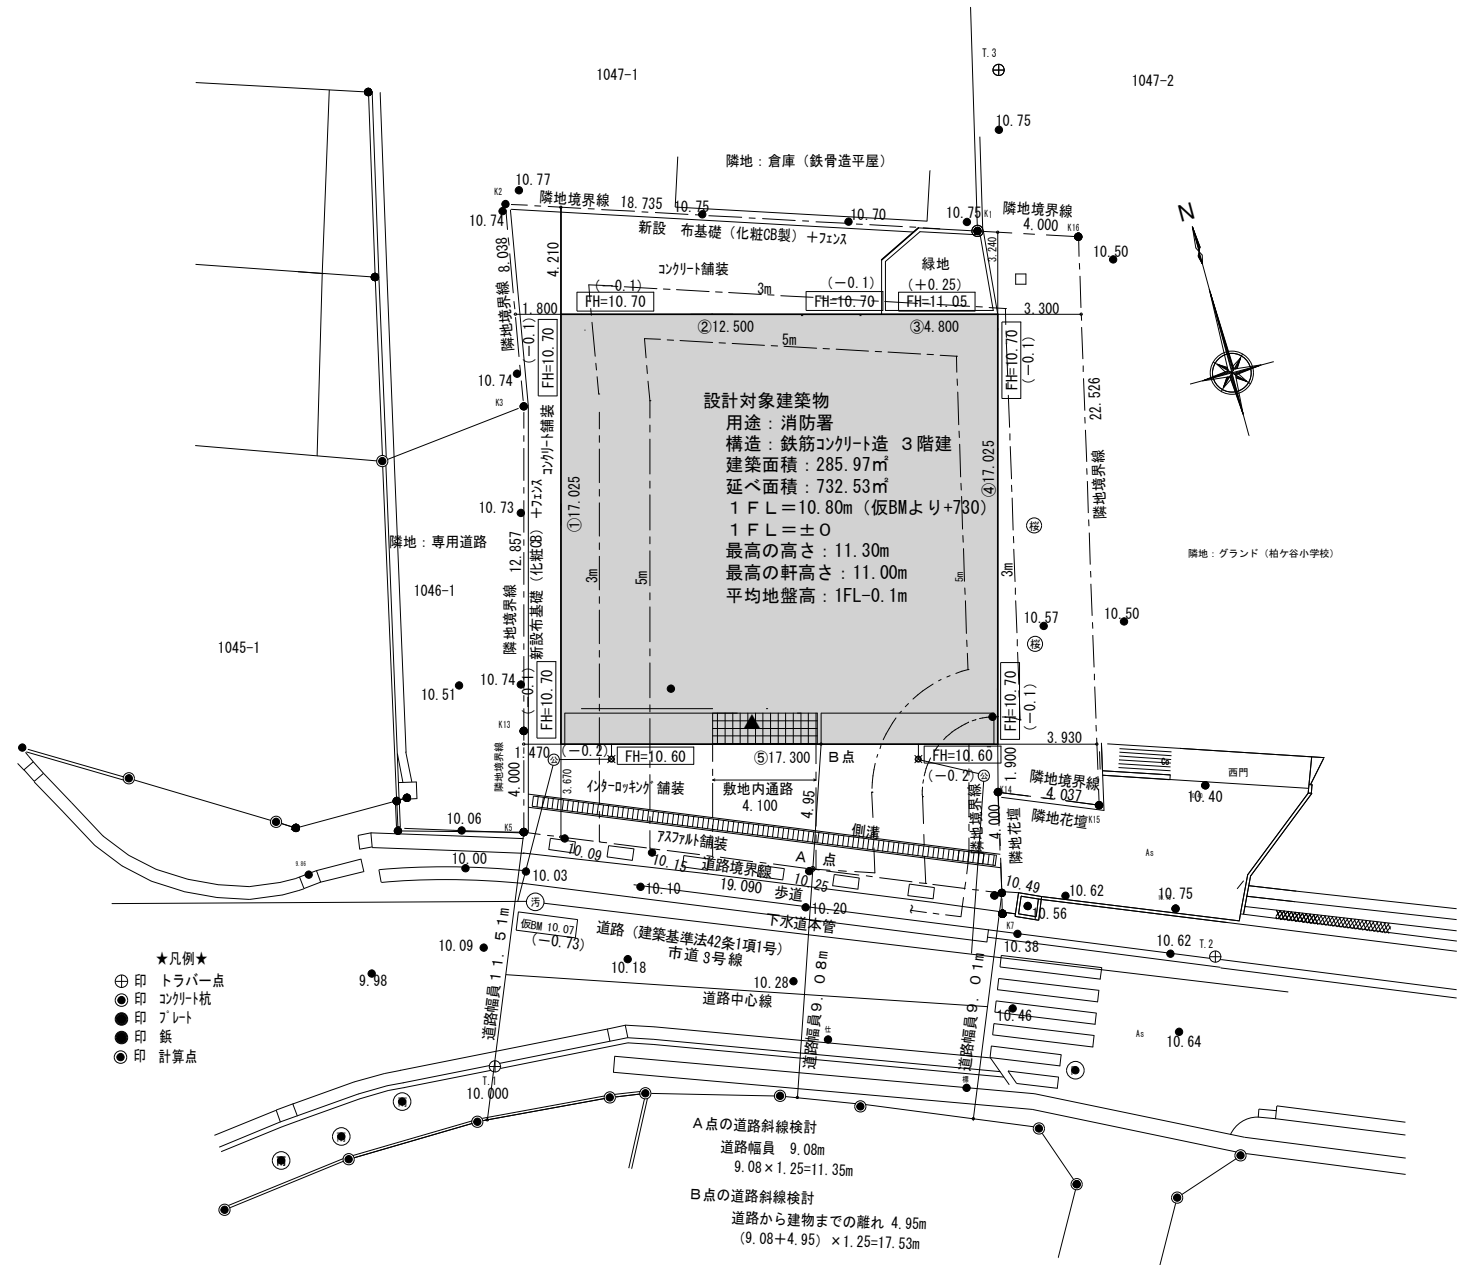 T.3
1047-1
1047-2
10.75
隣地：倉庫（鉄骨造平屋）
10.77
K2
隣地境界線 18.735
10.75
10.70
10.75
K1
隣地境界線
4.000
K16
10.74
新設 布基礎（化粧CB製）＋フェンス
N
10.50
隣地境界線 8.038
4.210
コンクリート舗装
緑地
3.240
(－0.1)
3m
(－0.1)
(＋0.25)
1.800
FH=10.70
FH=10.70
FH=11.05
3.300
②12.500
③4.800
5m
(－0.1)
FH=10.70
FH=10.70
(－0.1)
10.74
K3
22.526
隣地境界線
設計対象建築物
用途：消防署
構造：鉄筋コンクリート造 ３階建
建築面積：285.97㎡
延べ面積：732.53㎡
１ＦＬ＝10.80m（仮BMより+730）
１ＦＬ＝±０
最高の高さ：11.30m
最高の軒高さ：11.00m
平均地盤高：1FL-0.1m
コンクリート舗装
①17.025
④17.025
10.73
隣地：専用道路
隣地境界線 12.857
新設布基礎（化粧CB）＋フェンス
桜
隣地：グランド（柏ケ谷小学校）
3m
5m
5m
3m
1046-1
1045-1
10.57
10.50
桜
10.51
10.74
(－0.1)
FH=10.70
FH=10.70
(－0.1)
K13
1.470
(－0.2)
FH=10.60
⑤17.300
Ｂ点
FH=10.60
(－0.2)
3.930
公
公
隣地境界線
4.000
3.670
インターロッキング舗装
敷地内通路
4.100
4.95
1.900
隣地境界線
4.037
K14
K15
Co
西門
10.40
隣地境界線
4.000
隣地花壇
隣地花壇
10.06
K5
アスファルト舗装
側溝
As
9.86
10.00
10.03
10.09
10.15
道路境界線
Ａ 点
10.25
10.49
10.62
10.75
汚
10.10
19.090
歩道
10.20
10.56
仮BM 10.07
(－0.73)
下水道本管
K7
10.38
10.62
T.2
道路（建築基準法42条1項1号）
市道３号線
★凡例★
印 トラバー点
印 コンクリート杭
印 プレート
印 鋲
印 計算点
10.09
9.98
道路幅員11.51m
10.18
10.28
道路中心線
道路幅員9.08m
道路幅員9.01m
10.46
As
10.64
T.1
10.000
Ａ点の道路斜線検討
道路幅員 9.08m
9.08×1.25=11.35m
Ｂ点の道路斜線検討
道路から建物までの離れ 4.95m
(9.08＋4.95) ×1.25=17.53m